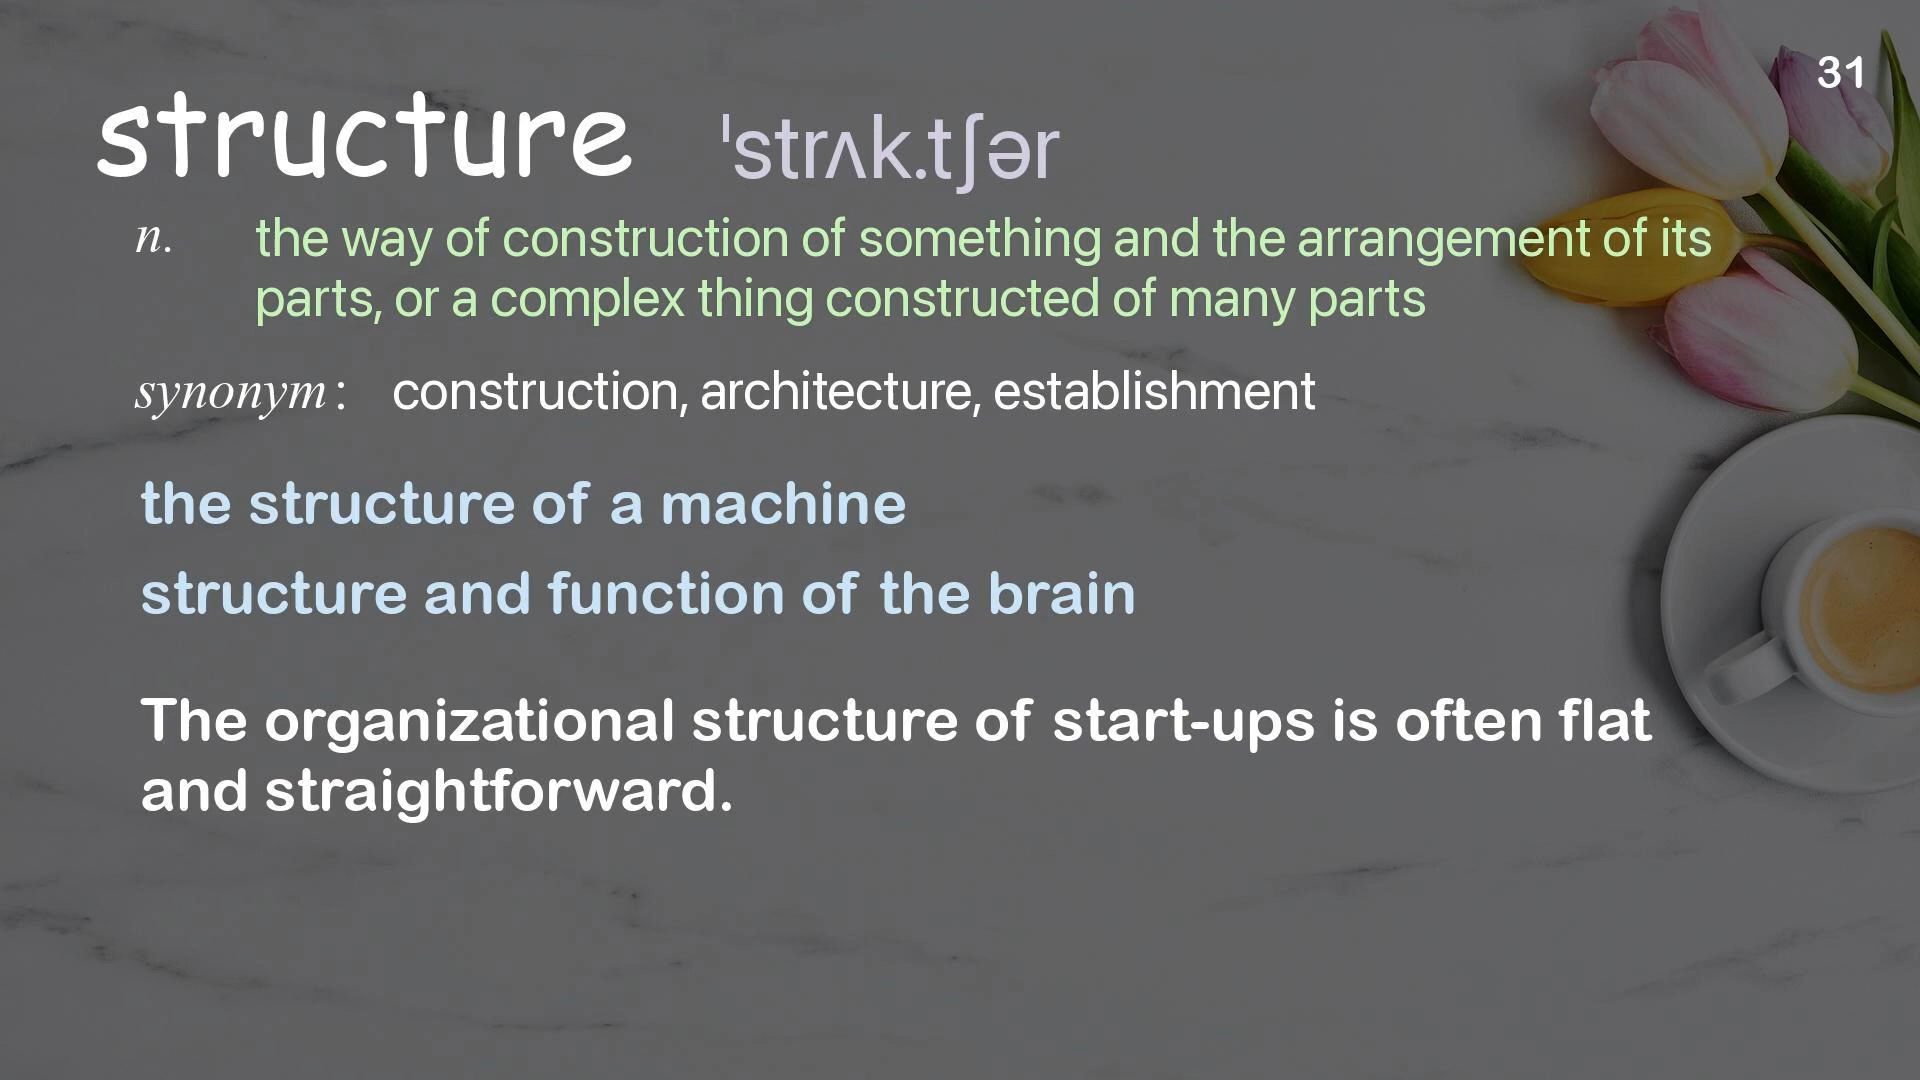 31
structure ˈstrʌk.tʃər
n. the way of construction of something and the arrangement of its
parts, or a complex thing constructed of many parts
synonym : construction, architecture, establishment
the structure of a machine
structure and function of the brain
The organizational structure of start-ups is often flat
and straightforward.